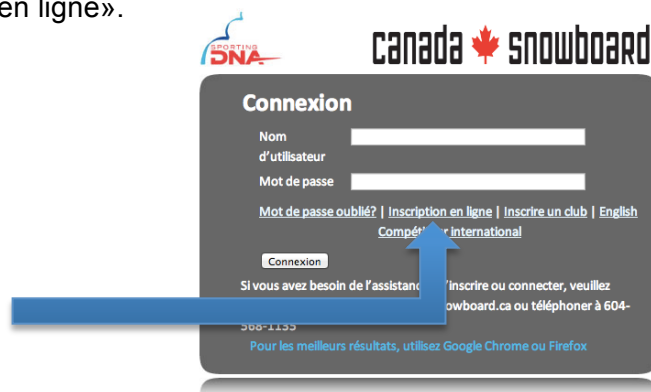 en ligne».
SPORTING
DNA
canada snowboard
Connexion
Nom
d'utilisateur
Mot de passe
Mot de passe oublié? | Inscription en ligne | Inscrire un club | English
international
Connexion
Si vous avez besoin de l'assistance inscrire ou connecter, veuillez
owboard.ca ou téléphoner à 604-
568-1135
Pour les meilleurs résultats, utilisez Google Chrome ou Firefox